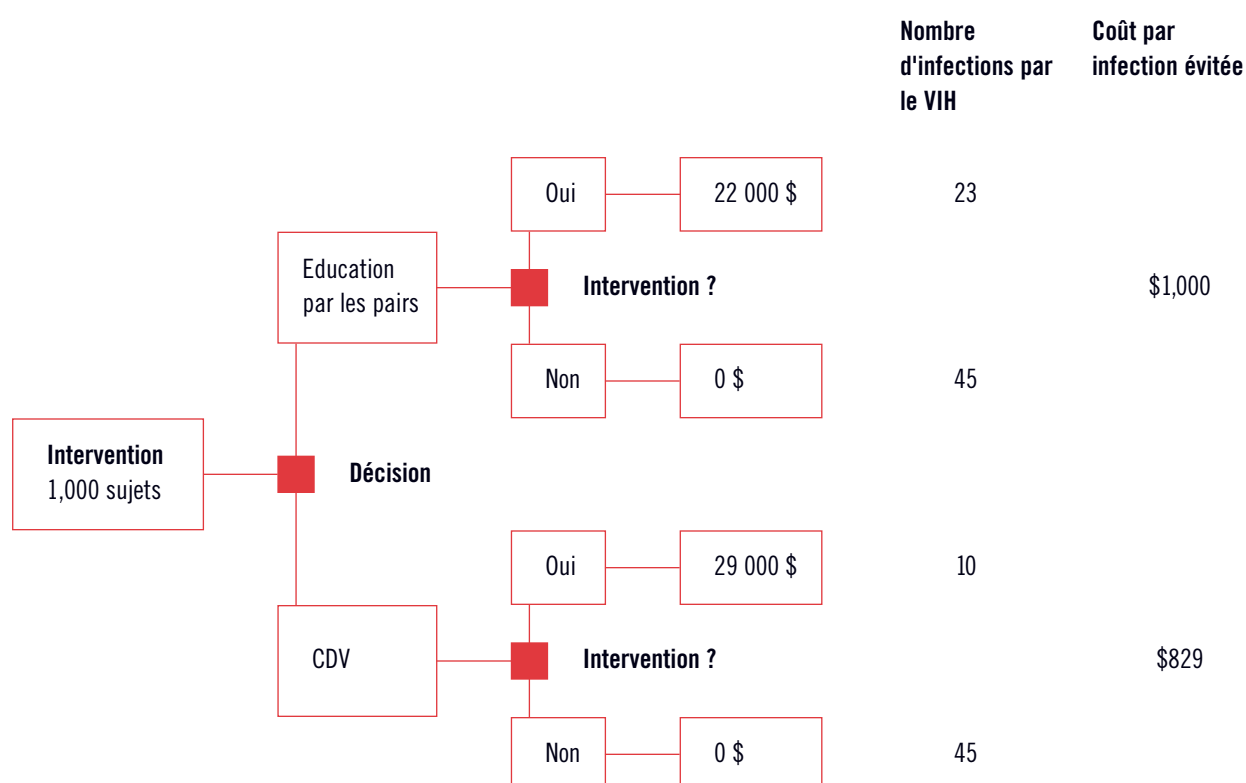 Nombre
d'infections par
le VIH
Coût par
infection évitée
Oui
22 000 $
23
Education
par les pairs
Intervention ?
$1,000
Non
0 $
45
Intervention
1,000 sujets
Décision
Oui
29 000 $
10
CDV
Intervention ?
$829
Non
0 $
45